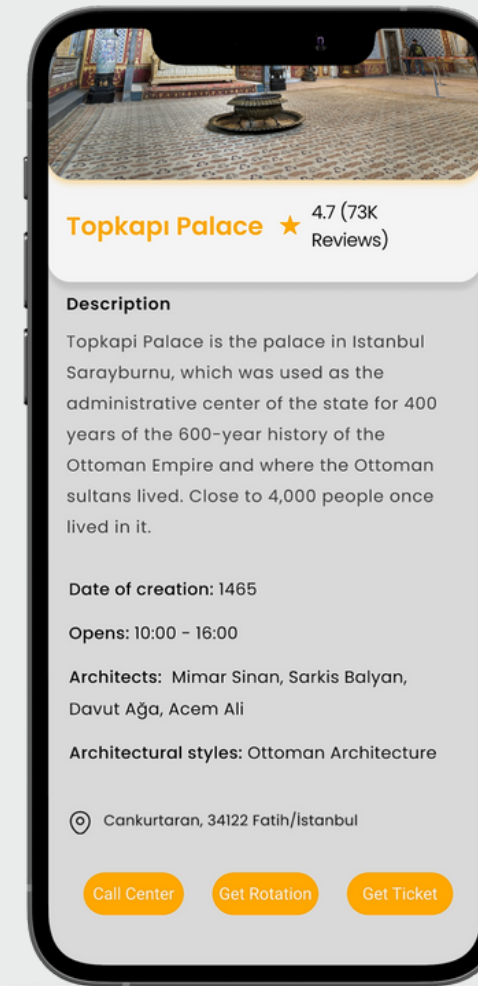 Topkapı Palace ★ 4.7 (73K
Reviews)
Description
Topkapi Palace is the palace in Istanbul
Sarayburnu, which was used as the
administrative center of the state for 400
years of the 600-year history of the
Ottoman Empire and where the Ottoman
sultans lived. Close to 4,000 people once
lived in it.
Date of creation: 1465
Opens: 10:00 - 16:00
Architects: Mimar Sinan, Sarkis Balyan,
Davut Ağa, Acem Ali
Architectural styles: Ottoman Architecture
Cankurtaran, 34122 Fatih/İstanbul
Call Center Get Rotation Get Ticket